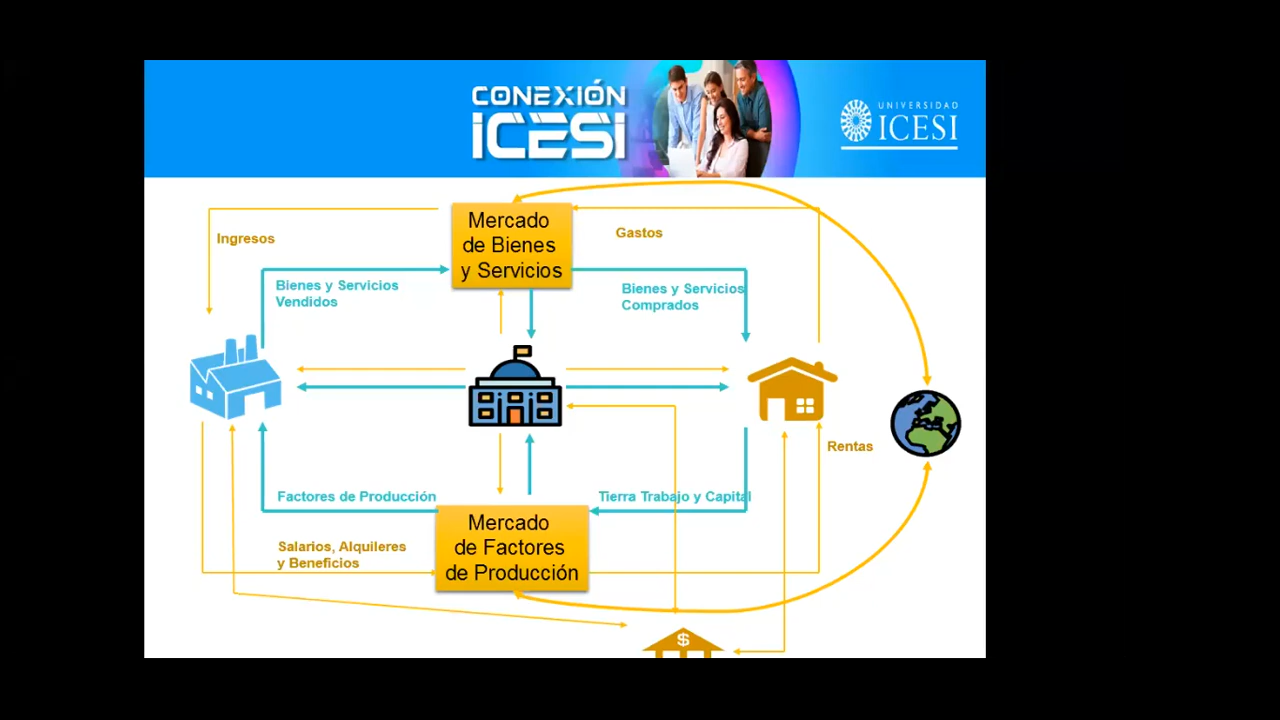 CONEXIÓN
ICESI
UNIVERSIDAD
ICESI
Mercado
de Bienes
y Servicios
Ingresos
Gastos
Bienes y Servicios
Vendidos
Bienes y Servicios
Comprados
Rentas
Factores de Producción
Tierra Trabajo y Capital
Mercado
de Factores
de Producción
Salarios, Alquileres
y Beneficios
$